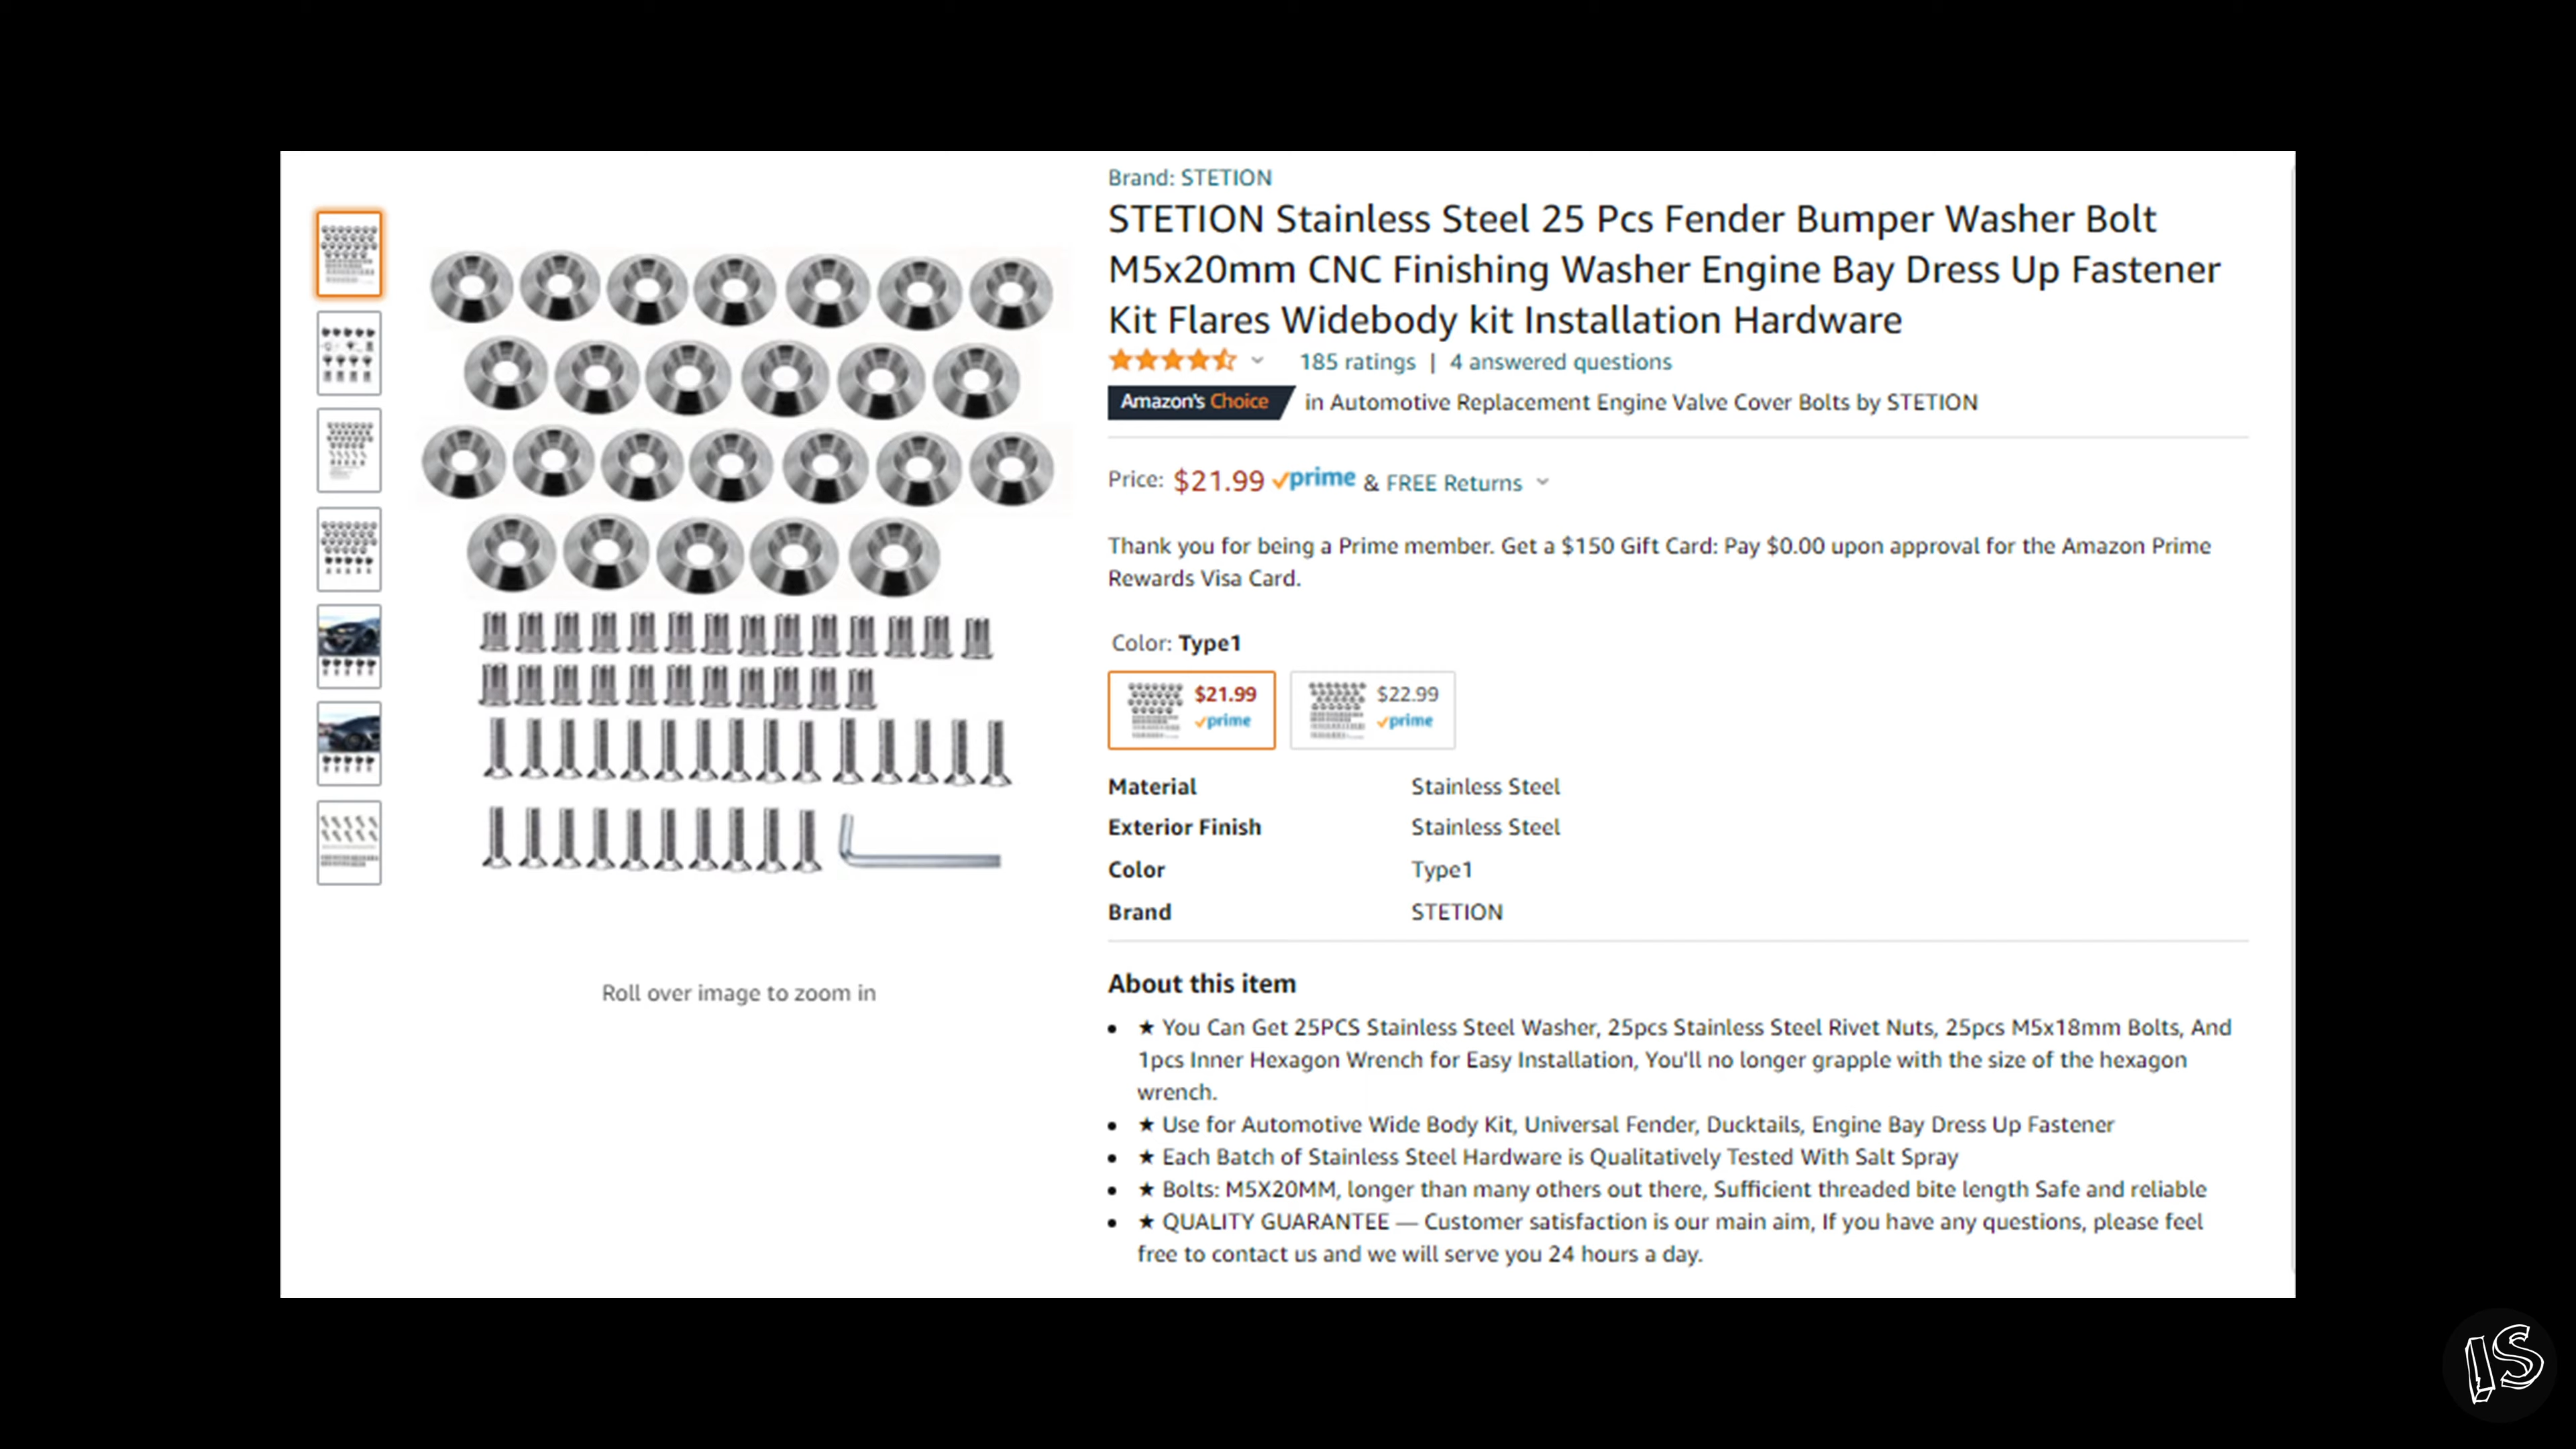 Brand: STETION
STETION Stainless Steel 25 Pcs Fender Bumper Washer Bolt
M5x20mm CNC Finishing Washer Engine Bay Dress Up Fastener
Kit Flares Widebody kit Installation Hardware
185 ratings | 4 answered questions
Amazon's Choice in Automotive Replacement Engine Valve Cover Bolts by STETION
Price: $21.99 prime & FREE Returns
Thank you for being a Prime member. Get a $150 Gift Card: Pay $0.00 upon approval for the Amazon Prime
Rewards Visa Card.
Color: Type1
$21.99 $22.99
prime prime
Material Stainless Steel
Exterior Finish Stainless Steel
Color Type1
Brand STETION
Roll over image to zoom in
About this item
• ★ You Can Get 25PCS Stainless Steel Washer, 25pcs Stainless Steel Rivet Nuts, 25pcs M5x18mm Bolts, And
1pcs Inner Hexagon Wrench for Easy Installation, You'll no longer grapple with the size of the hexagon
wrench.
• ★ Use for Automotive Wide Body Kit, Universal Fender, Ducktails, Engine Bay Dress Up Fastener
• ★ Each Batch of Stainless Steel Hardware is Qualitatively Tested With Salt Spray
• ★ Bolts: M5X20MM, longer than many others out there, Sufficient threaded bite length Safe and reliable
• ★ QUALITY GUARANTEE — Customer satisfaction is our main aim, If you have any questions, please feel
free to contact us and we will serve you 24 hours a day.
IS